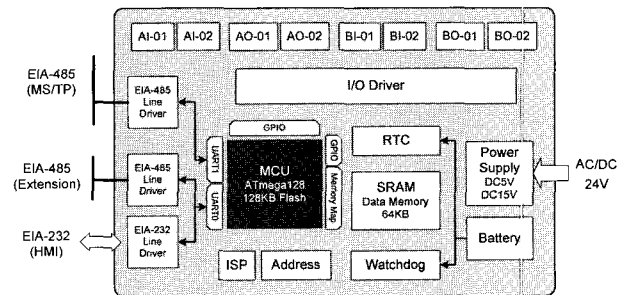 AI-01 AI-02 AO-01 AO-02 BI-01 BI-02 BO-01 BO-02
I/O Driver
EIA-485
(MS/TP)
EIA-485
Line
Driver
EIA-485
(Extension)
EIA-485
Line
Driver
EIA-232
(HMI)
EIA-232
Line
Driver
UART1
UART0
GPIO
MCU
ATmega128
128KB Flash
GPIO
Memory Map
ISP
Address
RTC
SRAM
Data Memory
64KB
Watchdog
Power
Supply
DC5V
DC15V
Battery
AC/DC
24V